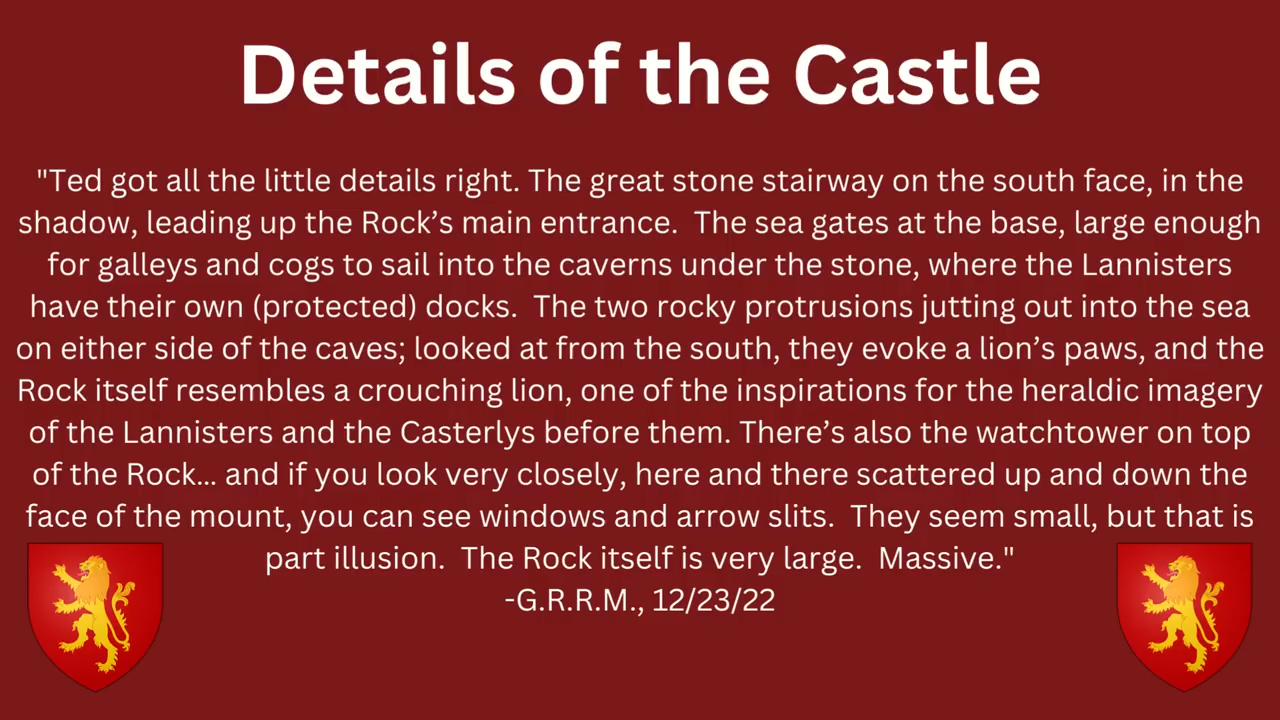 Details of the Castle
"Ted got all the little details right. The great stone stairway on the south face, in the
shadow, leading up the Rock’s main entrance.  The sea gates at the base, large enough
for galleys and cogs to sail into the caverns under the stone, where the Lannisters
have their own (protected) docks.  The two rocky protrusions jutting out into the sea
on either side of the caves; looked at from the south, they evoke a lion’s paws, and the
Rock itself resembles a crouching lion, one of the inspirations for the heraldic imagery
of the Lannisters and the Casterlys before them. There’s also the watchtower on top
of the Rock… and if you look very closely, here and there scattered up and down the
face of the mount, you can see windows and arrow slits.  They seem small, but that is
part illusion.  The Rock itself is very large.  Massive."
-G.R.R.M., 12/23/22